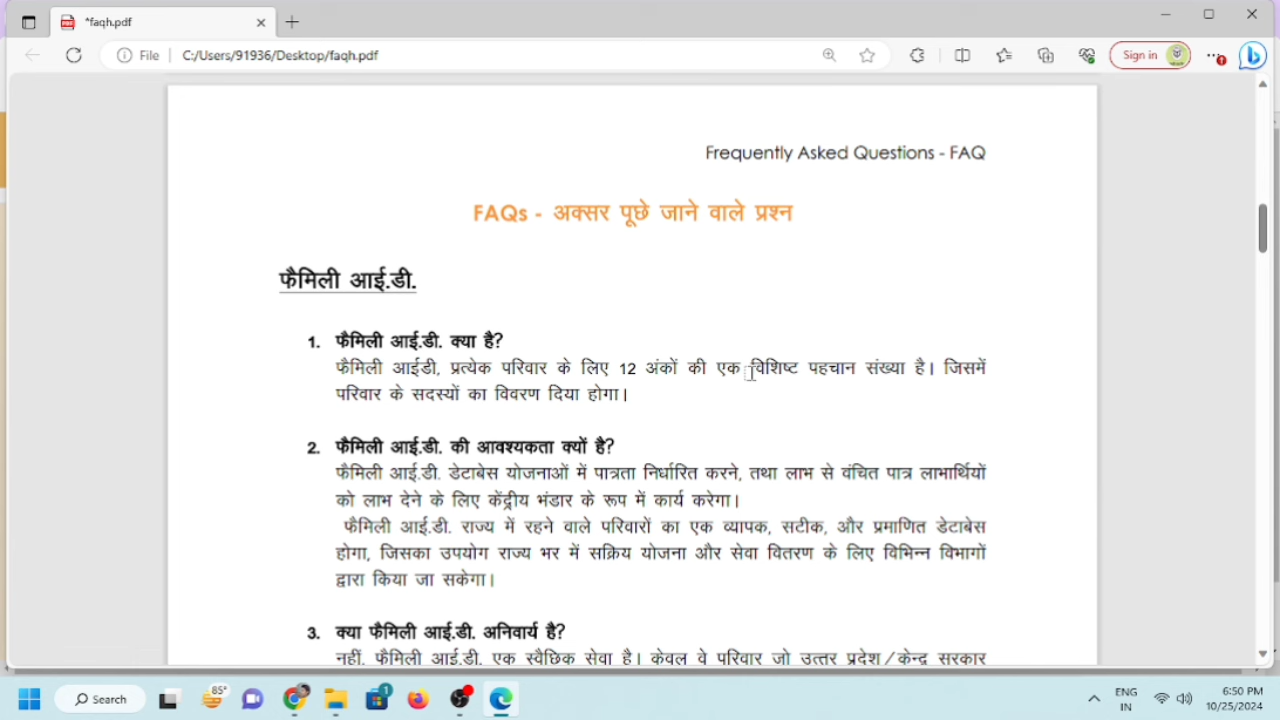 *faqh.pdf
File
C:/Users/91936/Desktop/faqh.pdf
Sign in
Frequently Asked Questions - FAQ
FAQs - अक्सर पूछे जाने वाले प्रश्न
फैमिली आई.डी.
1. फैमिली आई.डी. क्या है?
फैमिली आईडी, प्रत्येक परिवार के लिए 12 अंकों की एक विशिष्ट पहचान संख्या है। जिसमें
परिवार के सदस्यों का विवरण दिया होगा।
2. फैमिली आई.डी. की आवश्यकता क्यों है?
फैमिली आई.डी. डेटाबेस योजनाओं में पात्रता निर्धारित करने, तथा लाभ से वंचित पात्र लाभार्थियों
को लाभ देने के लिए केंद्रीय भंडार के रूप में कार्य करेगा।
फैमिली आई.डी. राज्य में रहने वाले परिवारों का एक व्यापक, सटीक, और प्रमाणित डेटाबेस
होगा, जिसका उपयोग राज्य भर में सक्रिय योजना और सेवा वितरण के लिए विभिन्न विभागों
द्वारा किया जा सकेगा।
3. क्या फैमिली आई.डी. अनिवार्य है?
नहीं, फैमिली आई.डी. एक स्वैछिक सेवा है। केवल वे परिवार जो उत्तर प्रदेश/केन्द्र सरकार
Search
85°
1
ENG
IN
6:50 PM
10/25/2024